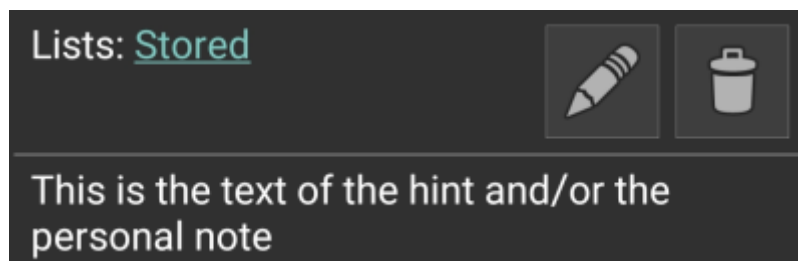 Lists: Stored
This is the text of the hint and/or the
personal note